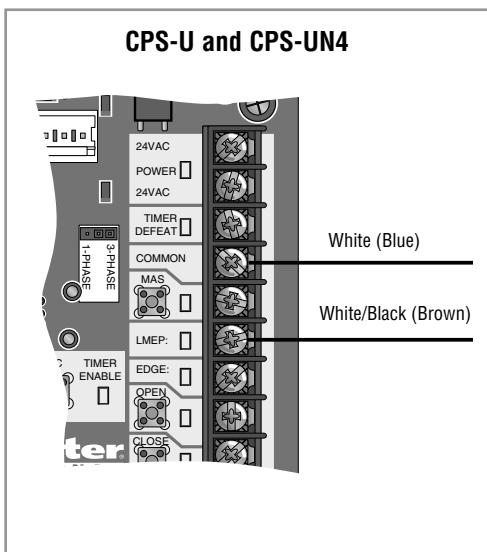 CPS-U and CPS-UN4
24VAC
POWER
24VAC
TIMER
DEFEAT
COMMON
MAS
LMEP:
EDGE:
OPEN
CLOSE
1-PHASE
3-PHASE
TIMER
ENABLE
White (Blue)
White/Black (Brown)